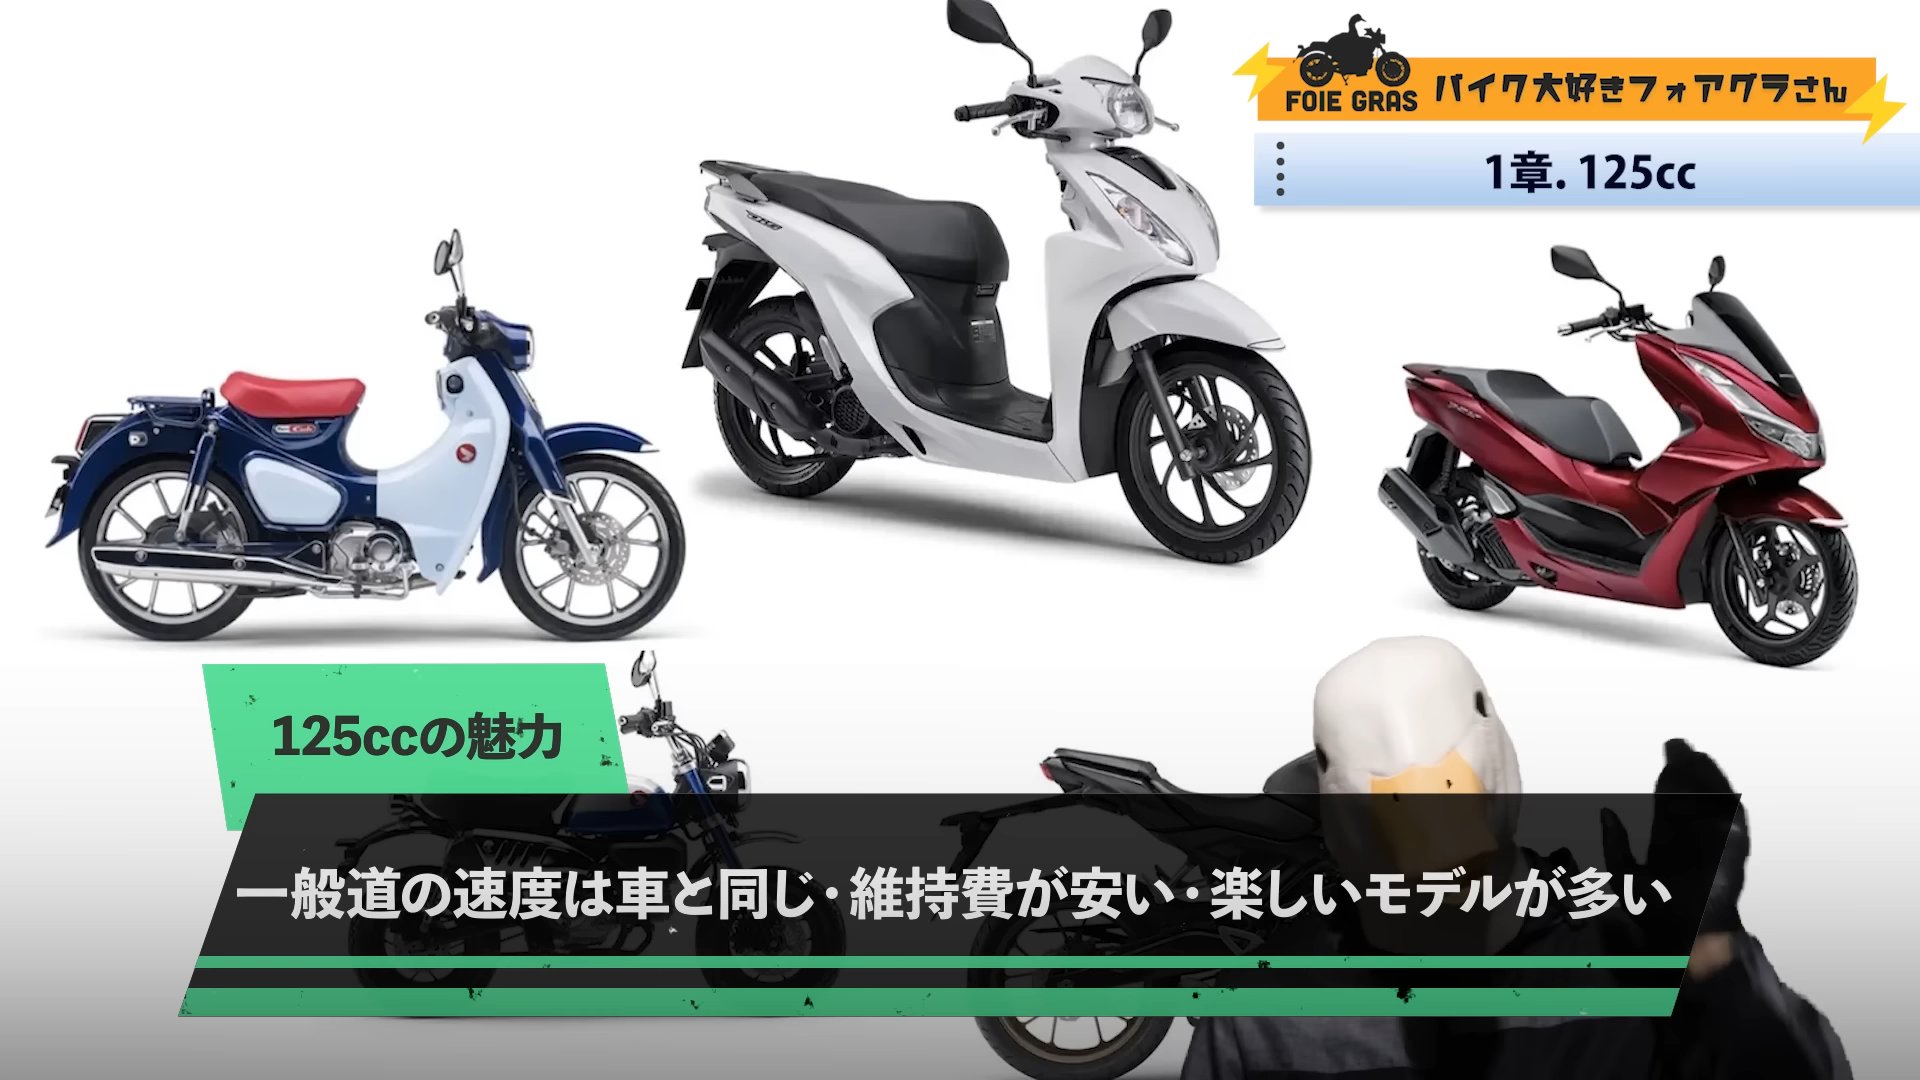 FOIE GRAS
バイク大好きフォアグラさん
1章. 125cc
125ccの魅力
一般道の速度は車と同じ・維持費が安い・楽しいモデルが多い